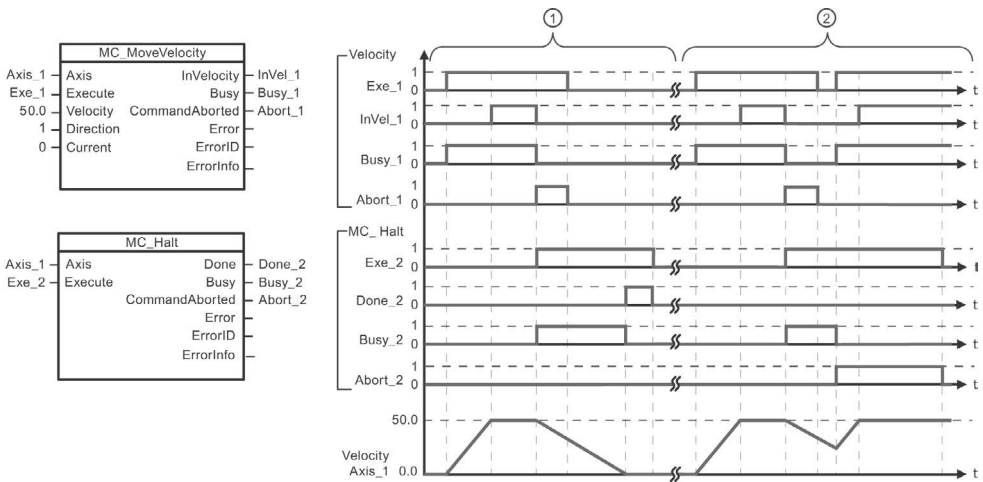 MC_MoveVelocity
Axis_1 Axis InVelocity InVel_1
Exe_1 Execute Busy Busy_1
50.0 Velocity CommandAborted Abort_1
1 Direction Error
0 Current ErrorID
ErrorInfo
MC_Halt
Axis_1 Axis Done Done_2
Exe_2 Execute Busy Busy_2
CommandAborted Abort_2
Error
ErrorID
ErrorInfo
1 2
Velocity
Exe_1 1 0 t
InVel_1 1 0 t
Busy_1 1 0 t
Abort_1 1 0 t
MC_ Halt
Exe_2 1 0 t
Done_2 1 0 t
Busy_2 1 0 t
Abort_2 1 0 t
50.0
Velocity
Axis_1 0.0 t